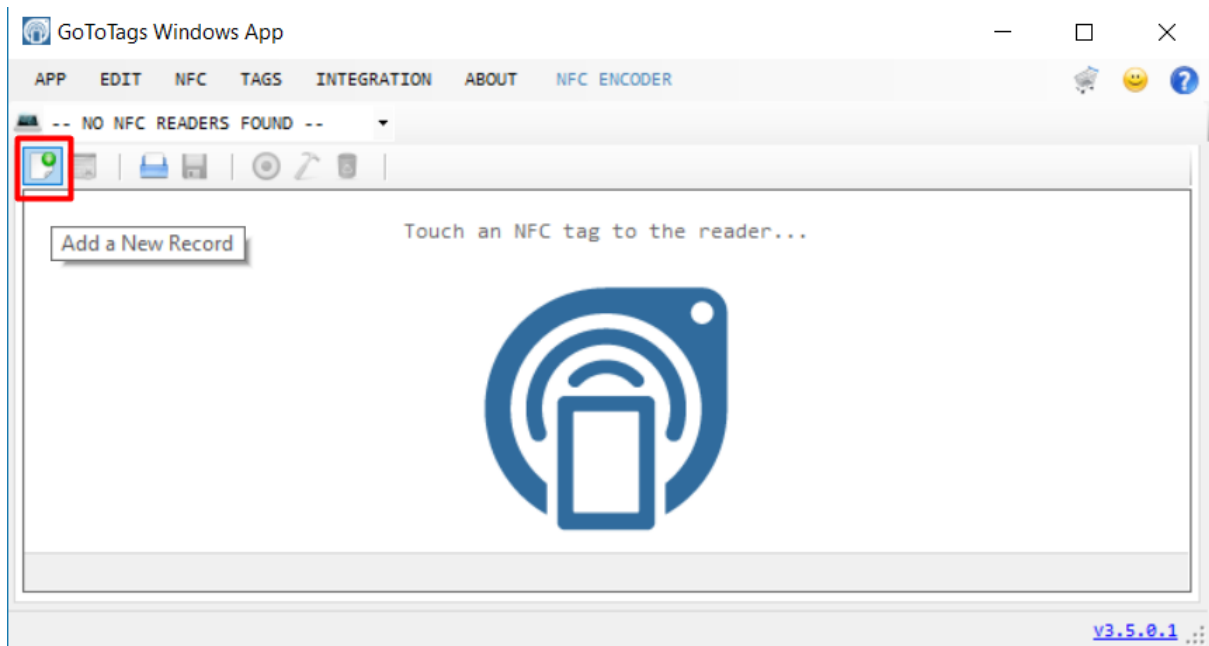 GoToTags Windows App
APP EDIT NFC TAGS INTEGRATION ABOUT NFC ENCODER
-- NO NFC READERS FOUND --
Touch an NFC tag to the reader...
Add a New Record
v3.5.0.1